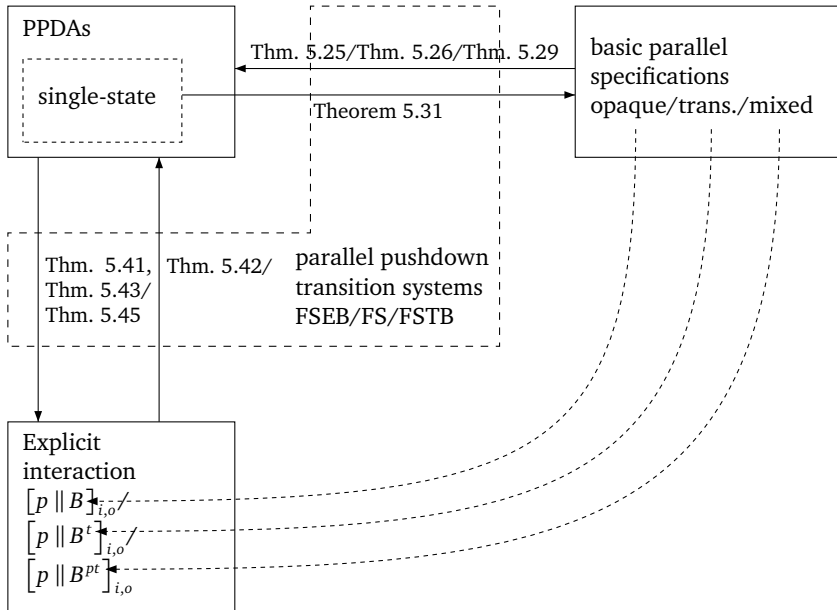 PPDAs
single-state
Thm. 5.25/Thm. 5.26/Thm. 5.29
Theorem 5.31
basic parallel
specifications
opaque/trans./mixed
Thm. 5.41,
Thm. 5.43/
Thm. 5.45
Thm. 5.42/
parallel pushdown
transition systems
FSEB/FS/FSTB
Explicit
interaction
[p ∥ B]_{i,o}/
[p ∥ B^t]_{i,o}/
[p ∥ B^{pt}]_{i,o}